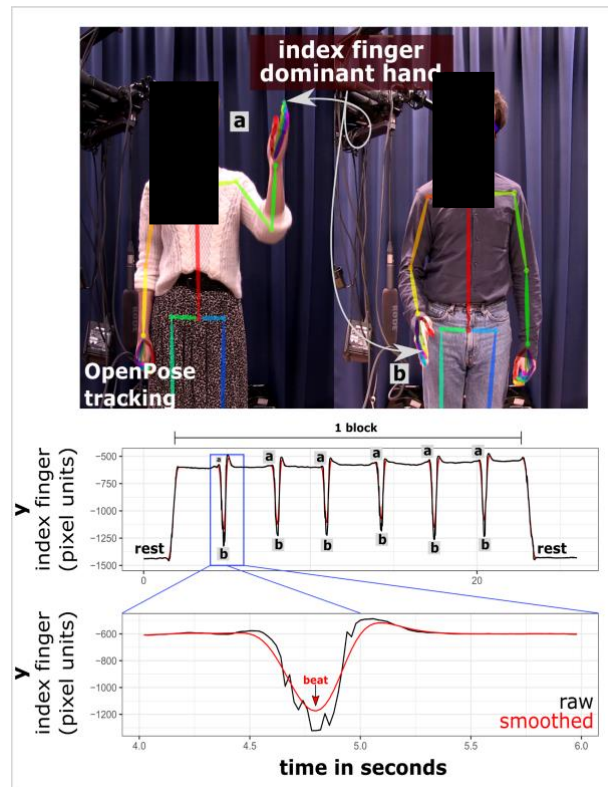 index finger
dominant hand
a
b
OpenPose
tracking
1 block
y
index finger
(pixel units)
-500
-750
-1000
-1250
-1500
a a a a a a
b b b b b b
rest rest
0 20
y
index finger
(pixel units)
-600
-800
-1000
-1200
beat
raw
smoothed
4.0 4.5 5.0 5.5 6.0
time in seconds